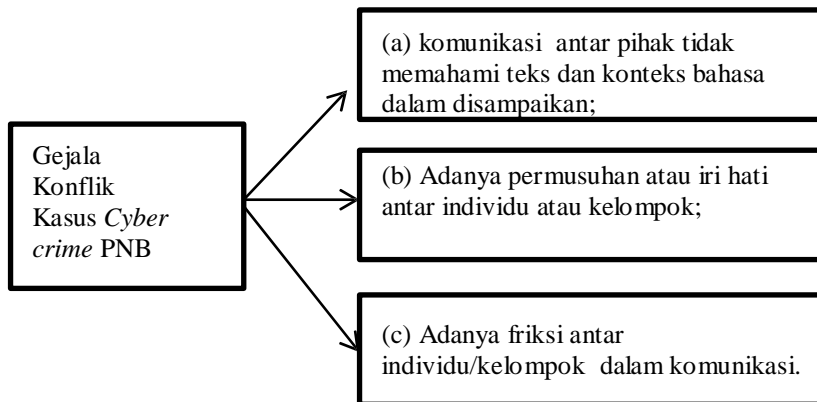 Gejala
Konflik
Kasus Cyber
crime PNB
(a) komunikasi antar pihak tidak
memahami teks dan konteks bahasa
dalam disampaikan;
(b) Adanya permusuhan atau iri hati
antar individu atau kelompok;
(c) Adanya friksi antar
individu/kelompok dalam komunikasi.